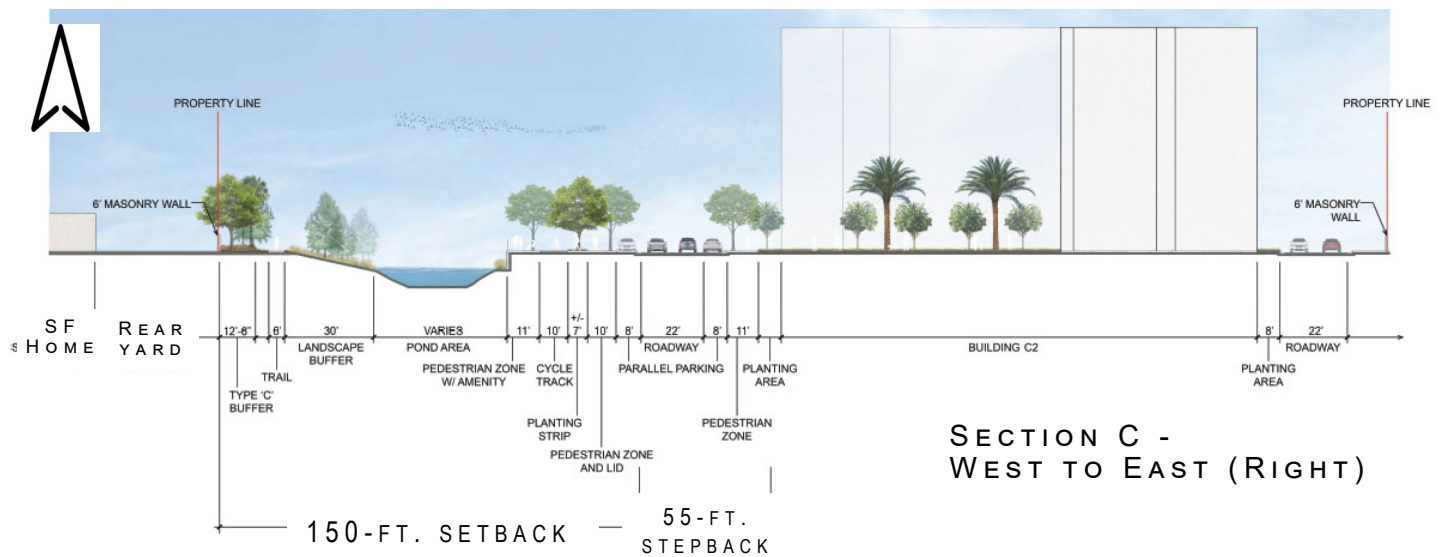 PROPERTY LINE
PROPERTY LINE
6' MASONRY WALL
6' MASONRY
WALL
SF
HOME
REAR
YARD
12'-6" 6' 30' VARIES 11' 10' +/-
7' 10' 8' 22' 8' 11' 8' 22'
TYPE 'C'
BUFFER
TRAIL
LANDSCAPE
BUFFER
POND AREA
PEDESTRIAN ZONE
W/ AMENITY
CYCLE
TRACK
PLANTING
STRIP
PEDESTRIAN ZONE
AND LID
ROADWAY
PARALLEL PARKING
PEDESTRIAN
ZONE
PLANTING
AREA
BUILDING C2
PLANTING
AREA
ROADWAY
SECTION C -
WEST TO EAST (RIGHT)
150-FT. SETBACK
55-FT.
STEPBACK